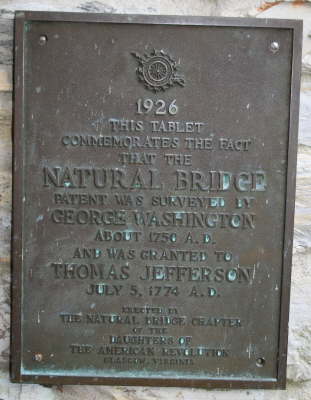 1926
THIS TABLET
COMMEMORATES THE FACT
THAT THE
NATURAL BRIDGE
PATENT WAS SURVEYED BY
GEORGE WASHINGTON
ABOUT 1750 A.D.
AND WAS GRANTED TO
THOMAS JEFFERSON
JULY 5, 1774 A.D.
ERECTED BY
THE NATURAL BRIDGE CHAPTER
OF THE
DAUGHTERS OF
THE AMERICAN REVOLUTION
GLASGOW, VIRGINIA